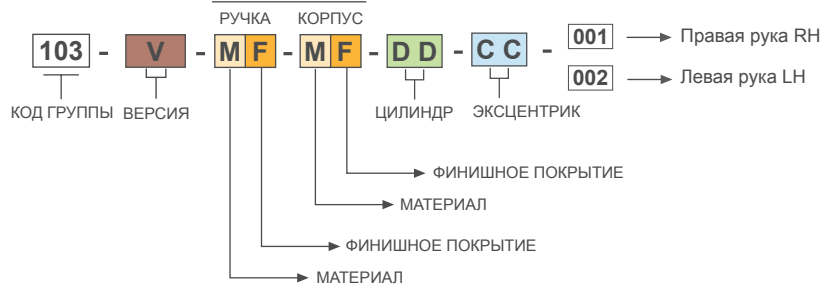 РУЧКА КОРПУС
103 - V - M F - M F - D D - C C - 001 Правая рука RH
002 Левая рука LH
КОД ГРУППЫ ВЕРСИЯ ЦИЛИНДР ЭКСЦЕНТРИК
ФИНИШНОЕ ПОКРЫТИЕ
МАТЕРИАЛ
ФИНИШНОЕ ПОКРЫТИЕ
МАТЕРИАЛ